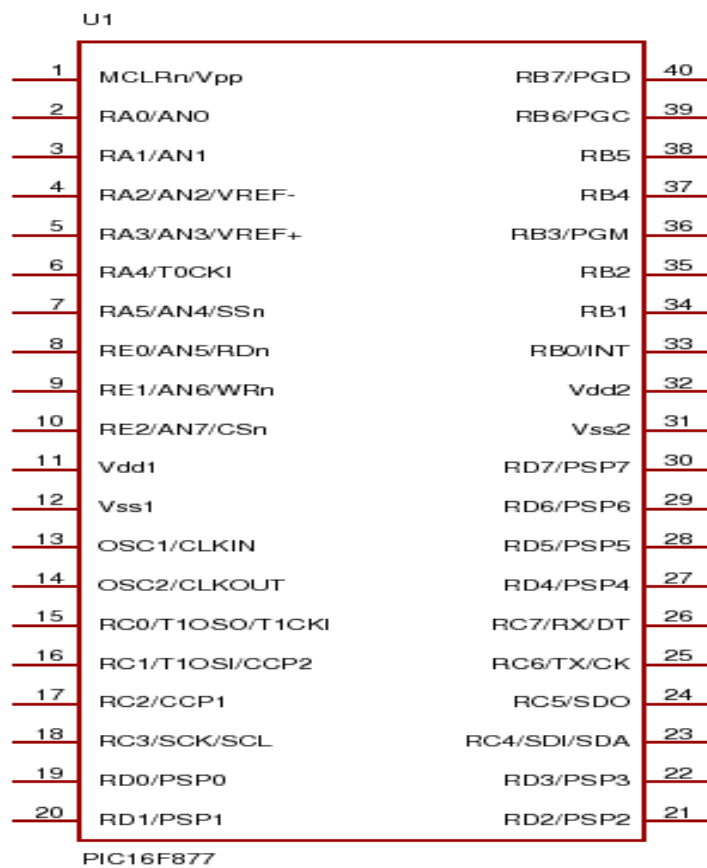 U1
1 MCLRn/Vpp RB7/PGD 40
2 RA0/AN0 RB6/PGC 39
3 RA1/AN1 RB5 38
4 RA2/AN2/VREF- RB4 37
5 RA3/AN3/VREF+ RB3/PGM 36
6 RA4/T0CKI RB2 35
7 RA5/AN4/SSn RB1 34
8 RE0/AN5/RDn RB0/INT 33
9 RE1/AN6/WRn Vdd2 32
10 RE2/AN7/CSn Vss2 31
11 Vdd1 RD7/PSP7 30
12 Vss1 RD6/PSP6 29
13 OSC1/CLKIN RD5/PSP5 28
14 OSC2/CLKOUT RD4/PSP4 27
15 RC0/T1OSO/T1CKI RC7/RX/DT 26
16 RC1/T1OSI/CCP2 RC6/TX/CK 25
17 RC2/CCP1 RC5/SDO 24
18 RC3/SCK/SCL RC4/SDI/SDA 23
19 RD0/PSP0 RD3/PSP3 22
20 RD1/PSP1 RD2/PSP2 21
PIC16F877